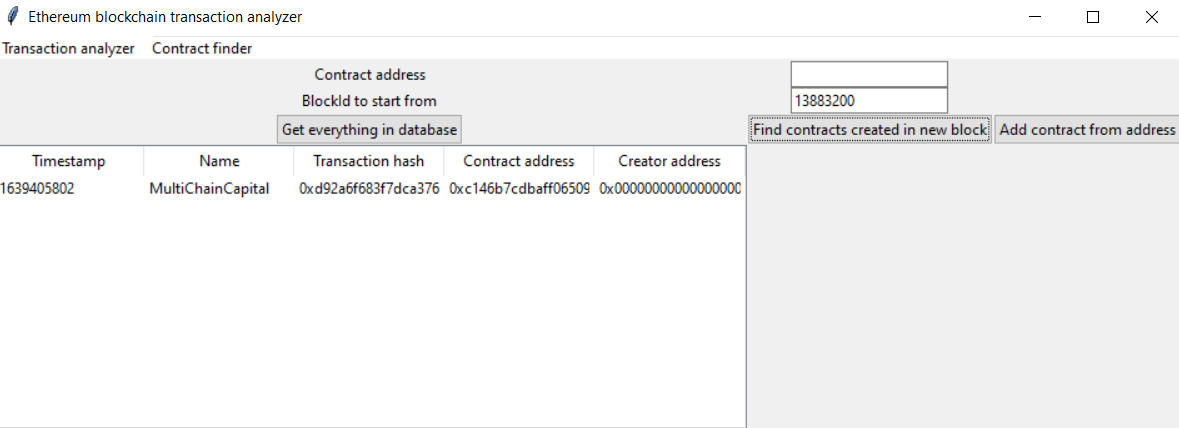 Ethereum blockchain transaction analyzer
Transaction analyzer Contract finder
Contract address
BlockId to start from 13883200
Get everything in database Find contracts created in new block Add contract from address
Timestamp Name Transaction hash Contract address Creator address
1639405802 MultiChainCapital 0xd92a6f683f7dca376 0xc146b7cdbaff06509 0x00000000000000000